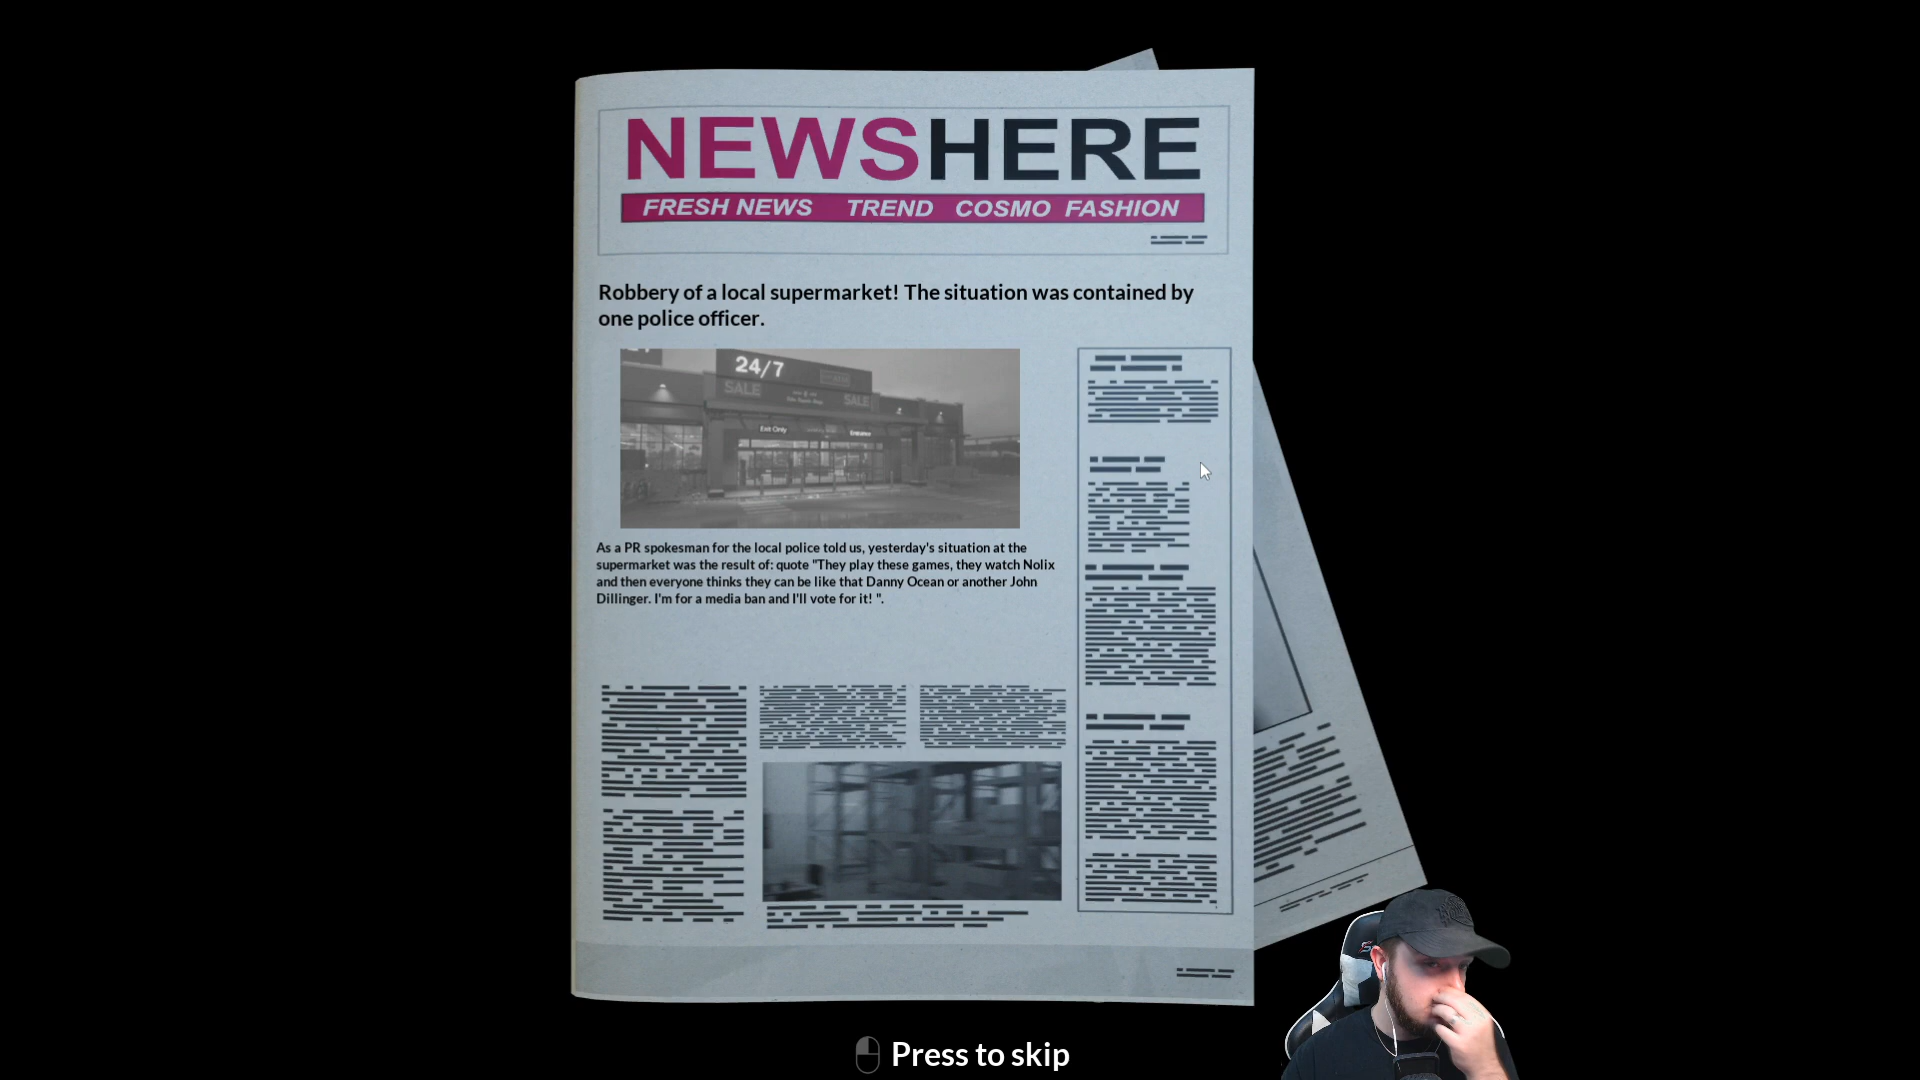 NEWSHERE
FRESH NEWS TREND COSMO FASHION
Robbery of a local supermarket! The situation was contained by
one police officer.
24/7
SALE
SALE
Exit Only
Entrance
As a PR spokesman for the local police told us, yesterday's situation at the
supermarket was the result of: quote "They play these games, they watch Nolix
and then everyone thinks they can be like that Danny Ocean or another John
Dillinger. I'm for a media ban and I'll vote for it! ".
Press to skip